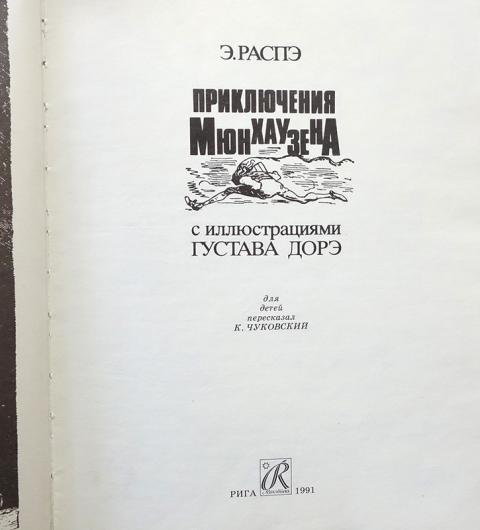 Э. РАСПЭ
ПРИКЛЮЧЕНИЯ
МЮНХАУЗЕНА
с иллюстрациями
ГУСТАВА ДОРЭ
для
детей
пересказал
К. ЧУКОВСКИЙ
РИГА 1991